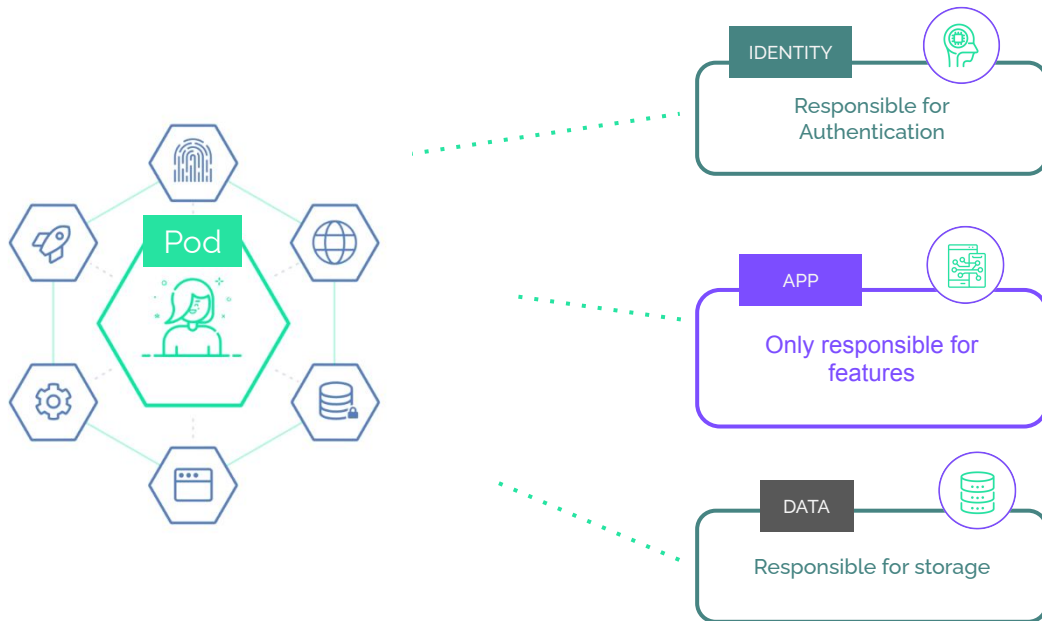 Pod
IDENTITY
Responsible for
Authentication
APP
Only responsible for
features
DATA
Responsible for storage